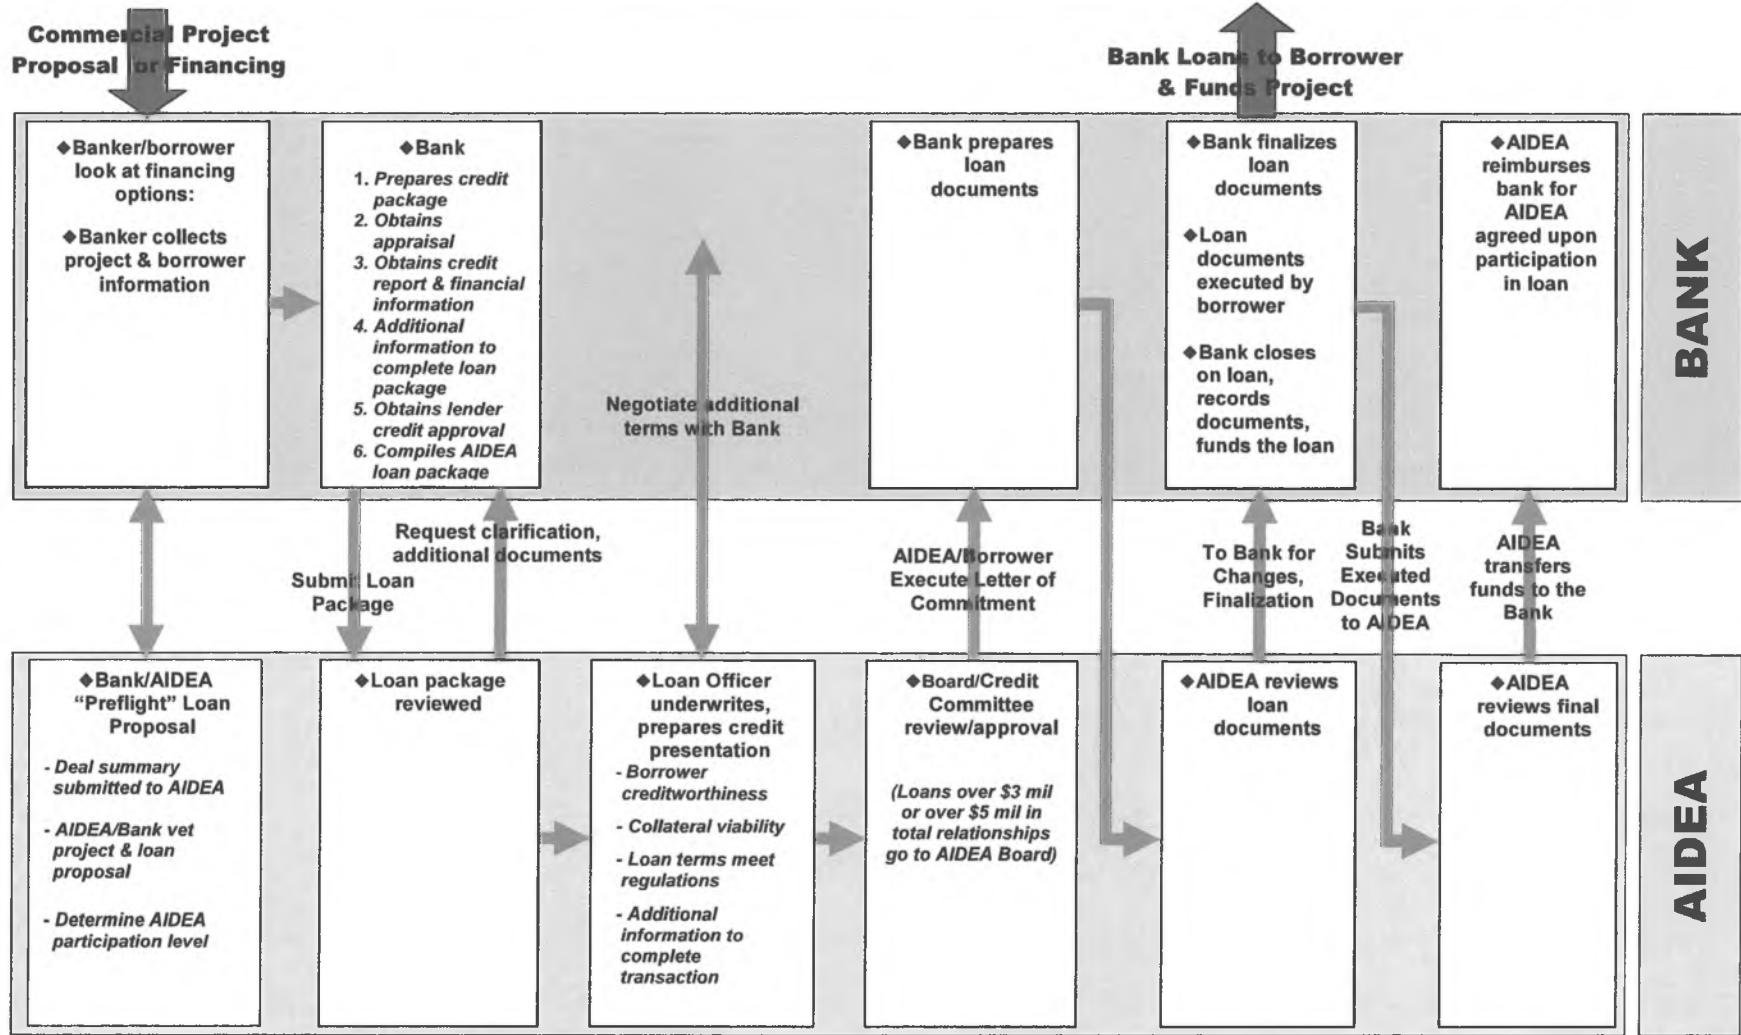 Commercial Project
Proposal for Financing
Bank Loans to Borrower
& Funds Project
◆Banker/borrower
look at financing
options:
◆Banker collects
project & borrower
information
◆Bank
1. Prepares credit
package
2. Obtains
appraisal
3. Obtains credit
report & financial
information
4. Additional
information to
complete loan
package
5. Obtains lender
credit approval
6. Compiles AIDEA
loan package
Negotiate additional
terms with Bank
◆Bank prepares
loan
documents
◆Bank finalizes
loan
documents
◆Loan
documents
executed by
borrower
◆Bank closes
on loan,
records
documents,
funds the loan
◆AIDEA
reimburses
bank for
AIDEA
agreed upon
participation
in loan
BANK
Submit Loan
Package
Request clarification,
additional documents
AIDEA/Borrower
Execute Letter of
Commitment
To Bank for
Changes,
Finalization
Bank
Submits
Executed
Documents
to AIDEA
AIDEA
transfers
funds to the
Bank
◆Bank/AIDEA
“Preflight” Loan
Proposal
- Deal summary
submitted to AIDEA
- AIDEA/Bank vet
project & loan
proposal
- Determine AIDEA
participation level
◆Loan package
reviewed
◆Loan Officer
underwrites,
prepares credit
presentation
- Borrower
creditworthiness
- Collateral viability
- Loan terms meet
regulations
- Additional
information to
complete
transaction
◆Board/Credit
Committee
review/approval
(Loans over $3 mil
or over $5 mil in
total relationships
go to AIDEA Board)
◆AIDEA reviews
loan
documents
◆AIDEA
reviews final
documents
AIDEA